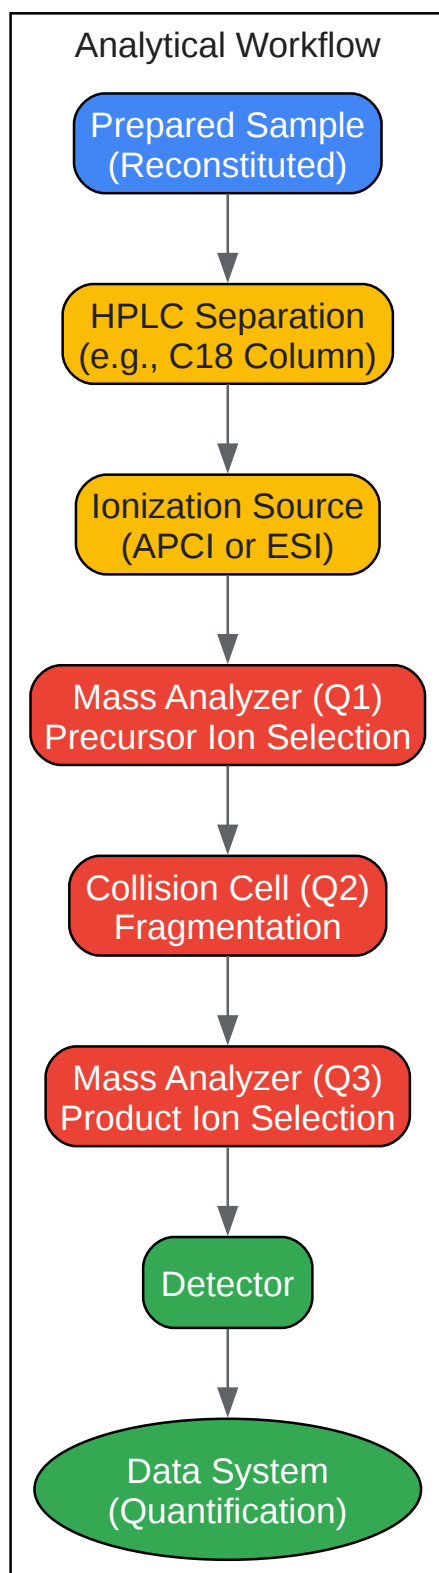 Analytical Workflow
Prepared Sample
(Reconstituted)
HPLC Separation
(e.g., C18 Column)
Ionization Source
(APCI or ESI)
Mass Analyzer (Q1)
Precursor Ion Selection
Collision Cell (Q2)
Fragmentation
Mass Analyzer (Q3)
Product Ion Selection
Detector
Data System
(Quantification)